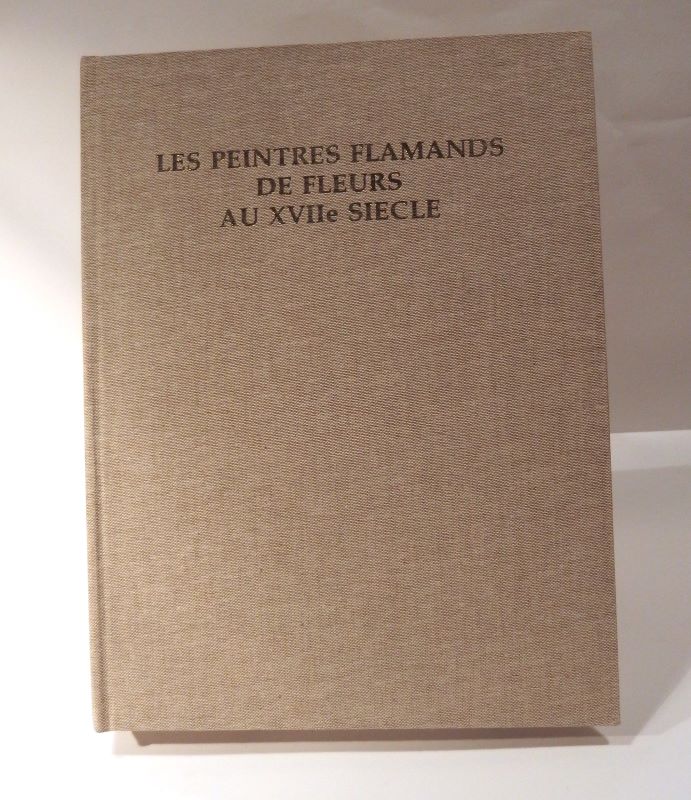 LES PEINTRES FLAMANDS
DE FLEURS
AU XVIIe SIECLE